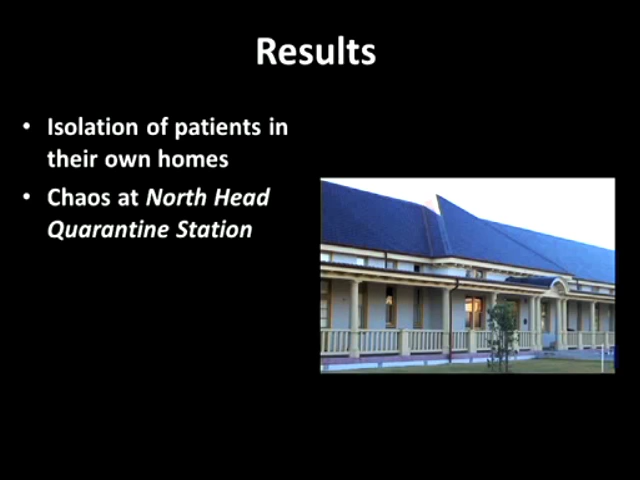 Results
• Isolation of patients in
their own homes
• Chaos at North Head
Quarantine Station